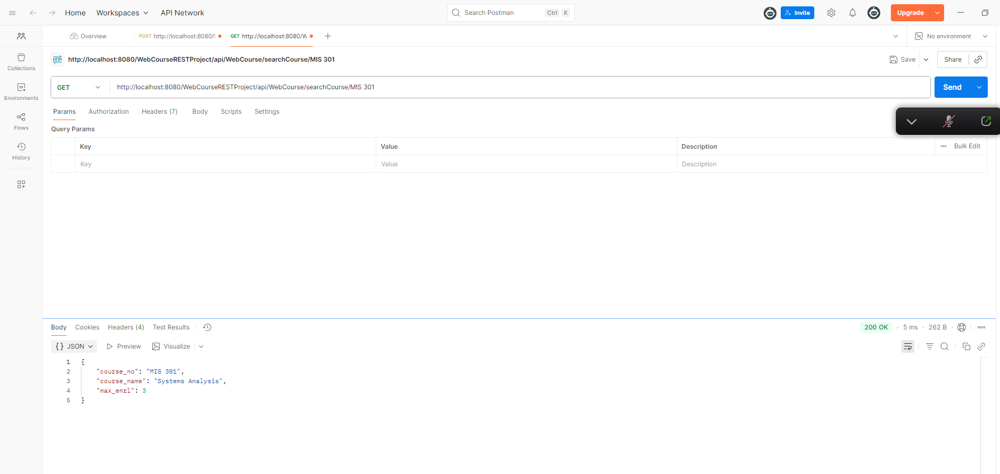 Home Workspaces API Network Search Postman Ctrl K Invite Upgrade
Overview POST http://localhost:8080/\ GET http://localhost:8080/W No environment
HTTP http://localhost:8080/WebCourseRESTProject/api/WebCourse/searchCourse/MIS 301 Save Share
GET http://localhost:8080/WebCourseRESTProject/api/WebCourse/searchCourse/MIS 301 Send
Collections
Environments
Flows
History
Params Authorization Headers (7) Body Scripts Settings
Query Params
Key Value Description Bulk Edit
Key Value Description
Body Cookies Headers (4) Test Results 200 OK 5 ms 262 B
{} JSON Preview Visualize
1 {
2 "course_no": "MIS 301",
3 "course_name": "Systems Analysis",
4 "max_enrl": 3
5 }